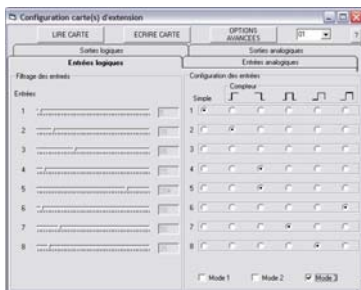 Configuration carte(s) d'extension
LIRE CARTE
ECRIRE CARTE
OPTIONS AVANCEES
01
?
Sorties logiques
Sorties analogiques
Entrées logiques
Entrées analogiques
Filtrage des entrées
Configuration des entrées
Compteur
Entrées
Simple
1
1
2
2
3
3
4
4
5
5
6
6
7
7
8
8
Mode 1
Mode 2
Mode 3